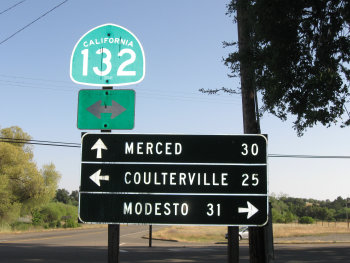 CALIFORNIA
132
MERCED 30
COULTERVILLE 25
MODESTO 31